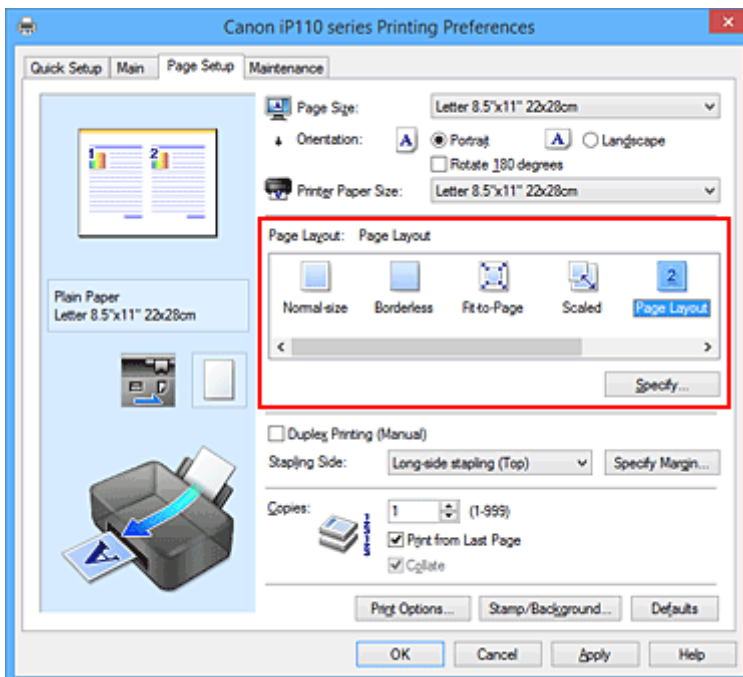 Canon iP110 series Printing Preferences
Quick Setup Main Page Setup Maintenance
1 2
Plain Paper
Letter 8.5"x11" 22x28cm
Page Size: Letter 8.5"x11" 22x28cm
Orientation: A Portrait A Landscape
Rotate 180 degrees
Printer Paper Size: Letter 8.5"x11" 22x28cm
Page Layout: Page Layout
2
Normal-size Borderless Fit-to-Page Scaled Page Layout
Specify...
Duplex Printing (Manual)
Stapling Side: Long-side stapling (Top) Specify Margin...
Copies: 1 (1-999)
Print from Last Page
Collate
Print Options... Stamp/Background... Defaults
OK Cancel Apply Help